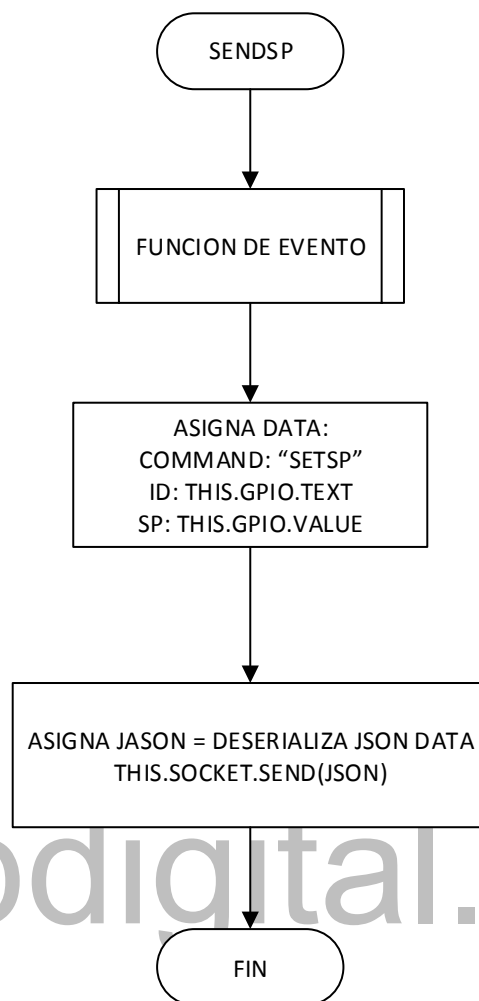 SENDSP
FUNCION DE EVENTO
ASIGNA DATA:
COMMAND: “SETSP”
ID: THIS.GPIO.TEXT
SP: THIS.GPIO.VALUE
ASIGNA JASON = DESERIALIZA JSON DATA
THIS.SOCKET.SEND(JSON)
odigital.
FIN